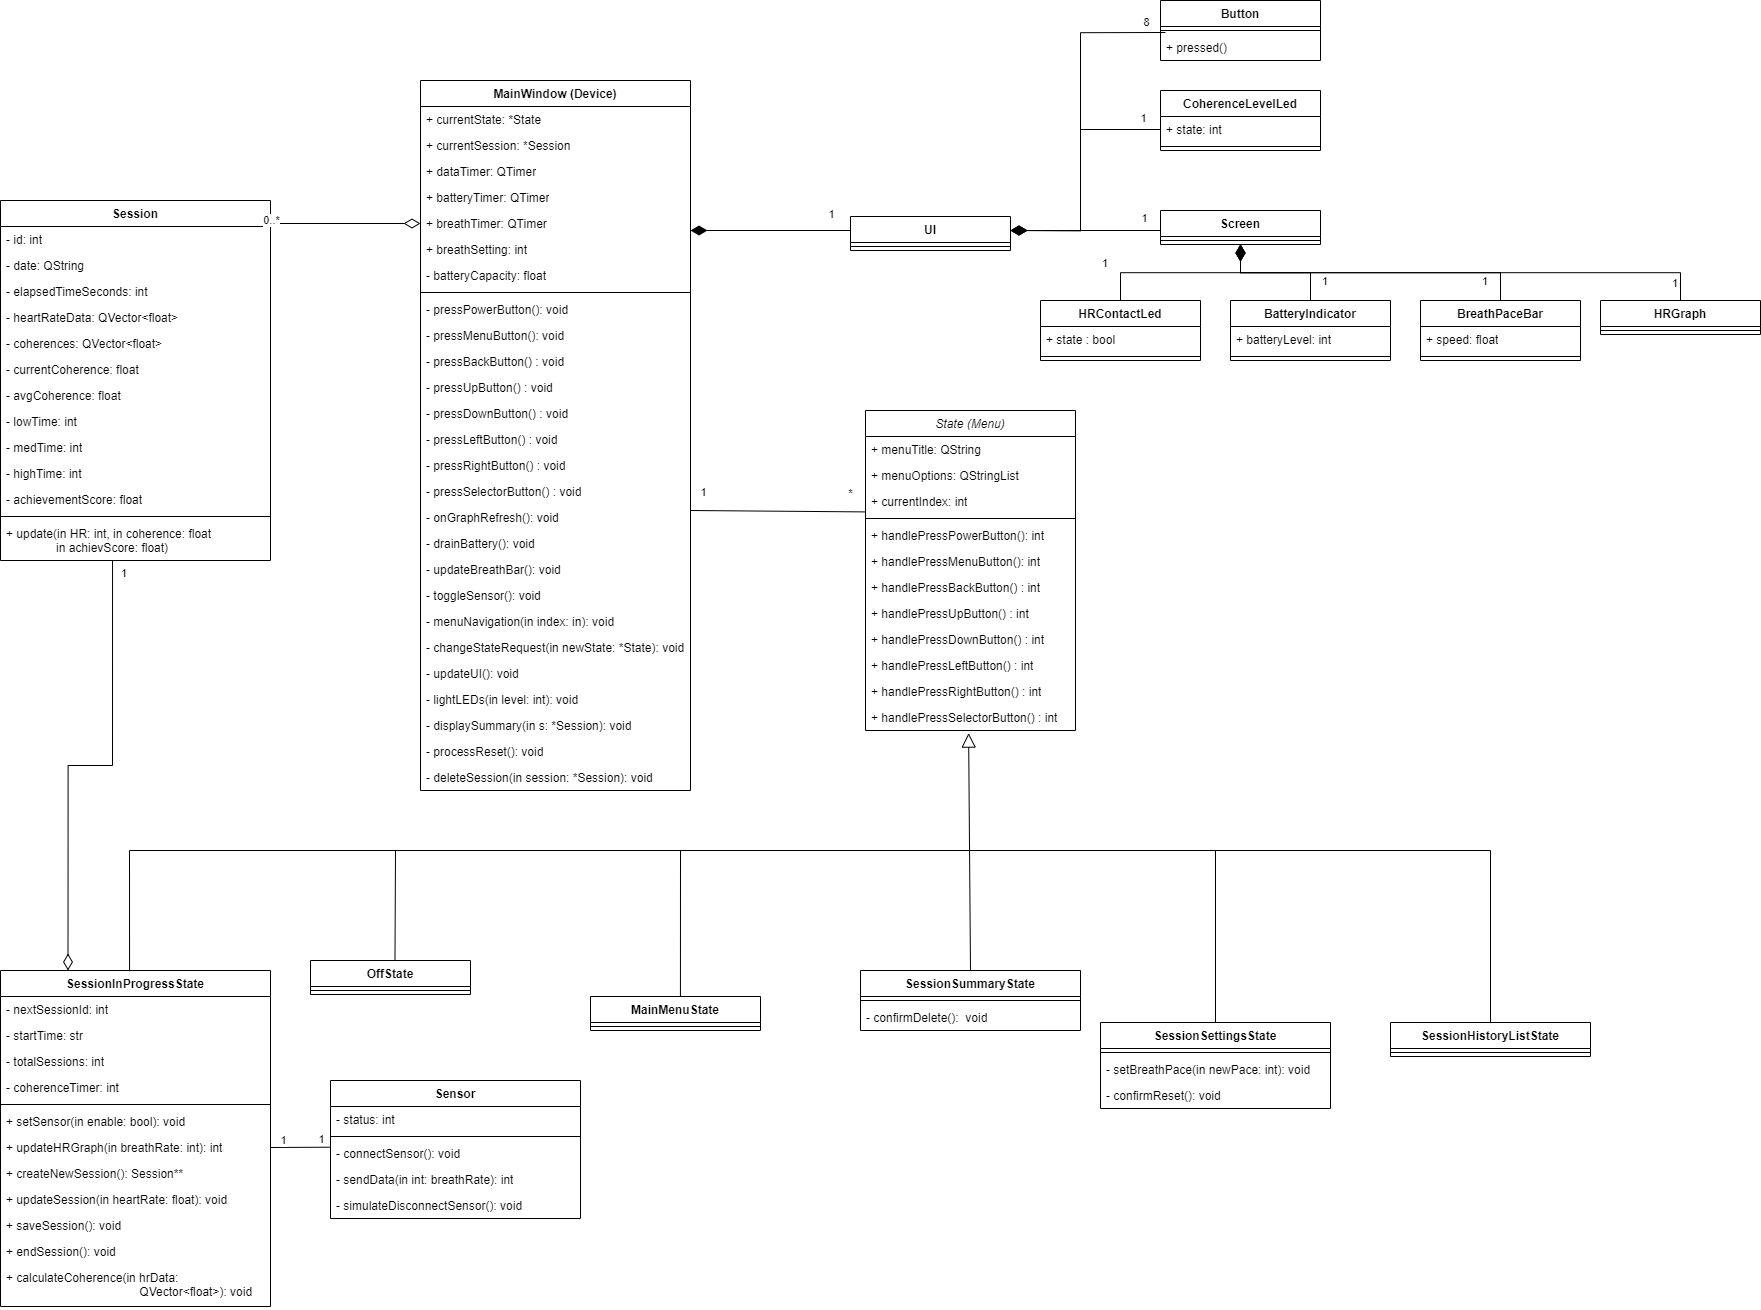 Button
8
+ pressed()
MainWindow (Device)
+ currentState: *State
+ currentSession: *Session
+ dataTimer: QTimer
+ batteryTimer: QTimer
+ breathTimer: QTimer
+ breathSetting: int
- batteryCapacity: float
- pressPowerButton(): void
- pressMenuButton(): void
- pressBackButton() : void
- pressUpButton() : void
- pressDownButton() : void
- pressLeftButton() : void
- pressRightButton() : void
- pressSelectorButton() : void
- onGraphRefresh(): void
- drainBattery(): void
- updateBreathBar(): void
- toggleSensor(): void
- menuNavigation(in index: in): void
- changeStateRequest(in newState: *State): void
- updateUI(): void
- lightLEDs(in level: int): void
- displaySummary(in s: *Session): void
- processReset(): void
- deleteSession(in session: *Session): void
CoherenceLevelLed
1
+ state: int
Session
0..*
- id: int
- date: QString
- elapsedTimeSeconds: int
- heartRateData: QVector<float>
- coherences: QVector<float>
- currentCoherence: float
- avgCoherence: float
- lowTime: int
- medTime: int
- highTime: int
- achievementScore: float
+ update(in HR: int, in coherence: float
in achievScore: float)
1
1
UI
1
Screen
1
1
1
1
HRContactLed
+ state : bool
BatteryIndicator
+ batteryLevel: int
BreathPaceBar
+ speed: float
HRGraph
1
*
State (Menu)
+ menuTitle: QString
+ menuOptions: QStringList
+ currentIndex: int
+ handlePressPowerButton(): int
+ handlePressMenuButton(): int
+ handlePressBackButton() : int
+ handlePressUpButton() : int
+ handlePressDownButton() : int
+ handlePressLeftButton() : int
+ handlePressRightButton() : int
+ handlePressSelectorButton() : int
SessionInProgressState
- nextSessionId: int
- startTime: str
- totalSessions: int
- coherenceTimer: int
+ setSensor(in enable: bool): void
+ updateHRGraph(in breathRate: int): int
+ createNewSession(): Session**
+ updateSession(in heartRate: float): void
+ saveSession(): void
+ endSession(): void
+ calculateCoherence(in hrData:
QVector<float>): void
OffState
MainMenuState
SessionSummaryState
- confirmDelete():  void
SessionSettingsState
- setBreathPace(in newPace: int): void
- confirmReset(): void
SessionHistoryListState
1
1
Sensor
- status: int
- connectSensor(): void
- sendData(in int: breathRate): int
- simulateDisconnectSensor(): void